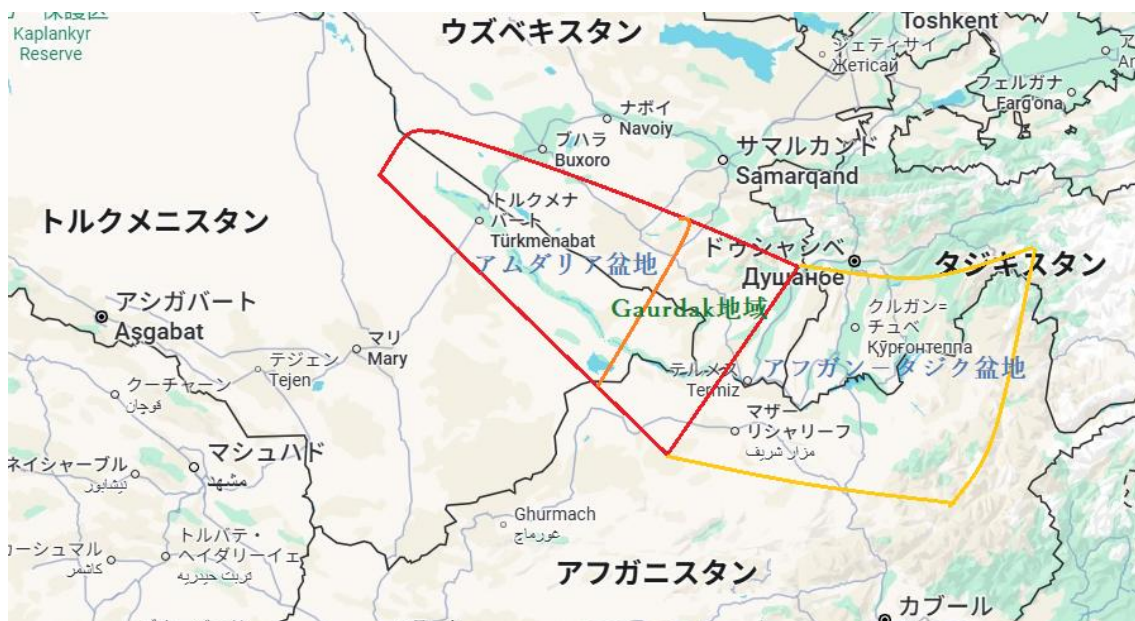 保護区
Kaplankyr
Reserve
ウズベキスタン
Toshkent
ジェティサイ
Жетісай
フェルガナ
Farg'ona
ナボイ
Navoiy
ブハラ
Buxoro
サマルカンド
Samarqand
トルクメナ
バート
Türkmenabat
トルクメニスタン
アムダリア盆地
ドゥシャンベ
Душанбе
タジキスタン
Gaurdak地域
クルガン=
チュベ
Қӯрғонтеппа
アシガバート
Aşgabat
マリ
Mary
テジェン
Tejen
テルメズ
Termiz
アフガン－タジク盆地
クーチャーン
قوچان
マザー
リシャリーフ
مزار شریف
マシュハド
مشهد
ネイシャーブル
نیشابور
Ghurmach
غورماچ
トルバテ・
ヘイダリーイェ
تربت حیدریه
カーシュマル
کاشمر
アフガニスタン
カブール